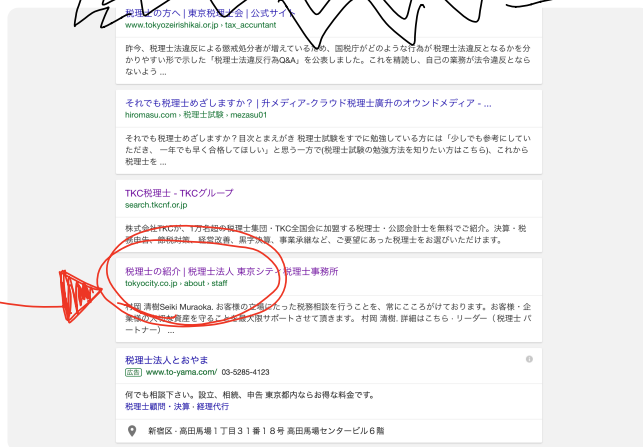 税理士の方へ | 東京税理士会 | 公式サイト
www.tokyozeirishikai.or.jp › tax_accuntant
昨今、税理士法違反による懲戒処分者が増えているため、国税庁がどのような行為が税理士法違反となるかを分
かりやすい形で示した「税理士法違反行為Q&A」を公表しました。これを精読し、自己の業務が法令違反となら
ないよう ...
それでも税理士めざしますか？ | 升メディア-クラウド税理士廣升のオウンドメディア - ...
hiromasu.com › 税理士試験 › mezasu01
それでも税理士めざしますか？目次とまえがき 税理士試験をすでに勉強している方には「少しでも参考にしてい
ただき、一年でも早く合格してほしい」と思う一方で(税理士試験の勉強方法を知りたい方はこちら)、これから
税理士を ...
TKC税理士 - TKCグループ
search.tkcnf.or.jp
株式会社TKCが、1万名超の税理士集団・TKC全国会に加盟する税理士・公認会計士を無料でご紹介。決算・税
務申告、節税対策、経営改善、黒字決算、事業承継など、ご要望にあった税理士をお選びいただけます。
税理士の紹介 | 税理士法人 東京シティ税理士事務所
tokyocity.co.jp › about › staff
村岡 清樹Seiki Muraoka. お客様の立場にたった税務相談を行うことを、常にこころがけております。お客様・企
業様の大切な資産を守ることを最大限サポートさせて頂きます。 村岡 清樹. 詳細はこちら · リーダー（税理士 パ
ートナー） ...
税理士法人とおやま
広告 www.to-yama.com/ 03-5285-4123
何でも相談下さい。設立、相続、申告 東京都内ならお得な料金です。
税理士顧問・決算 · 経理代行
新宿区 - 高田馬場１丁目３１番１８号 高田馬場センタービル６階